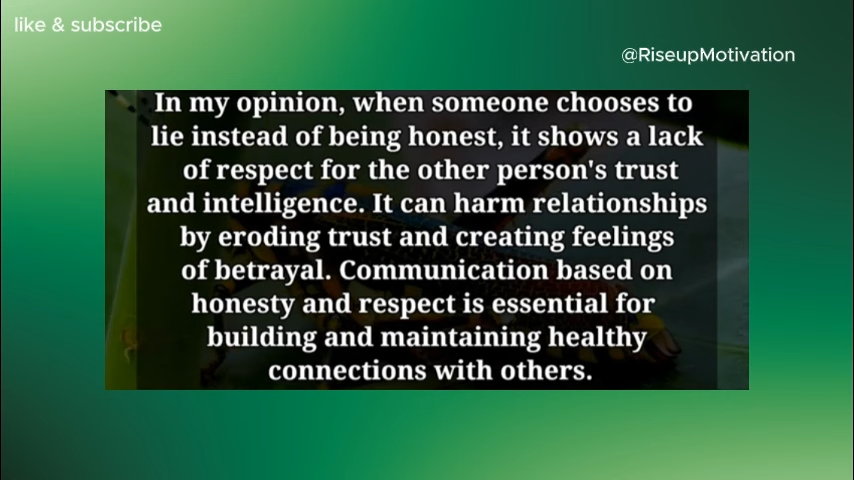 like & subscribe
@RiseupMotivation
In my opinion, when someone chooses to
lie instead of being honest, it shows a lack
of respect for the other person's trust
and intelligence. It can harm relationships
by eroding trust and creating feelings
of betrayal. Communication based on
honesty and respect is essential for
building and maintaining healthy
connections with others.